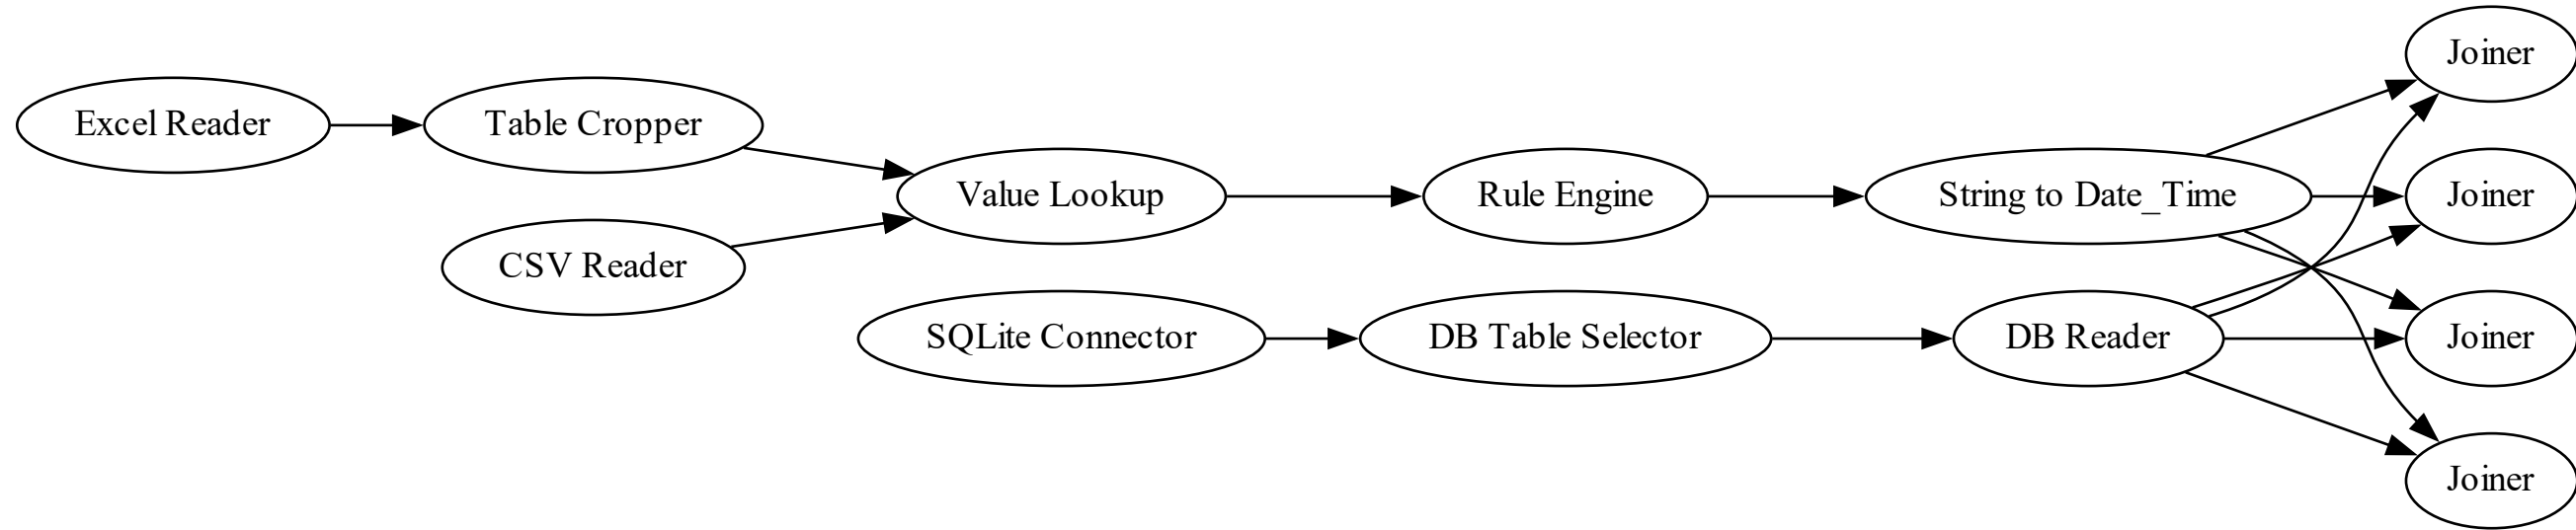 Joiner
Excel Reader
Table Cropper
Value Lookup
Rule Engine
String to Date_Time
Joiner
CSV Reader
SQLite Connector
DB Table Selector
DB Reader
Joiner
Joiner